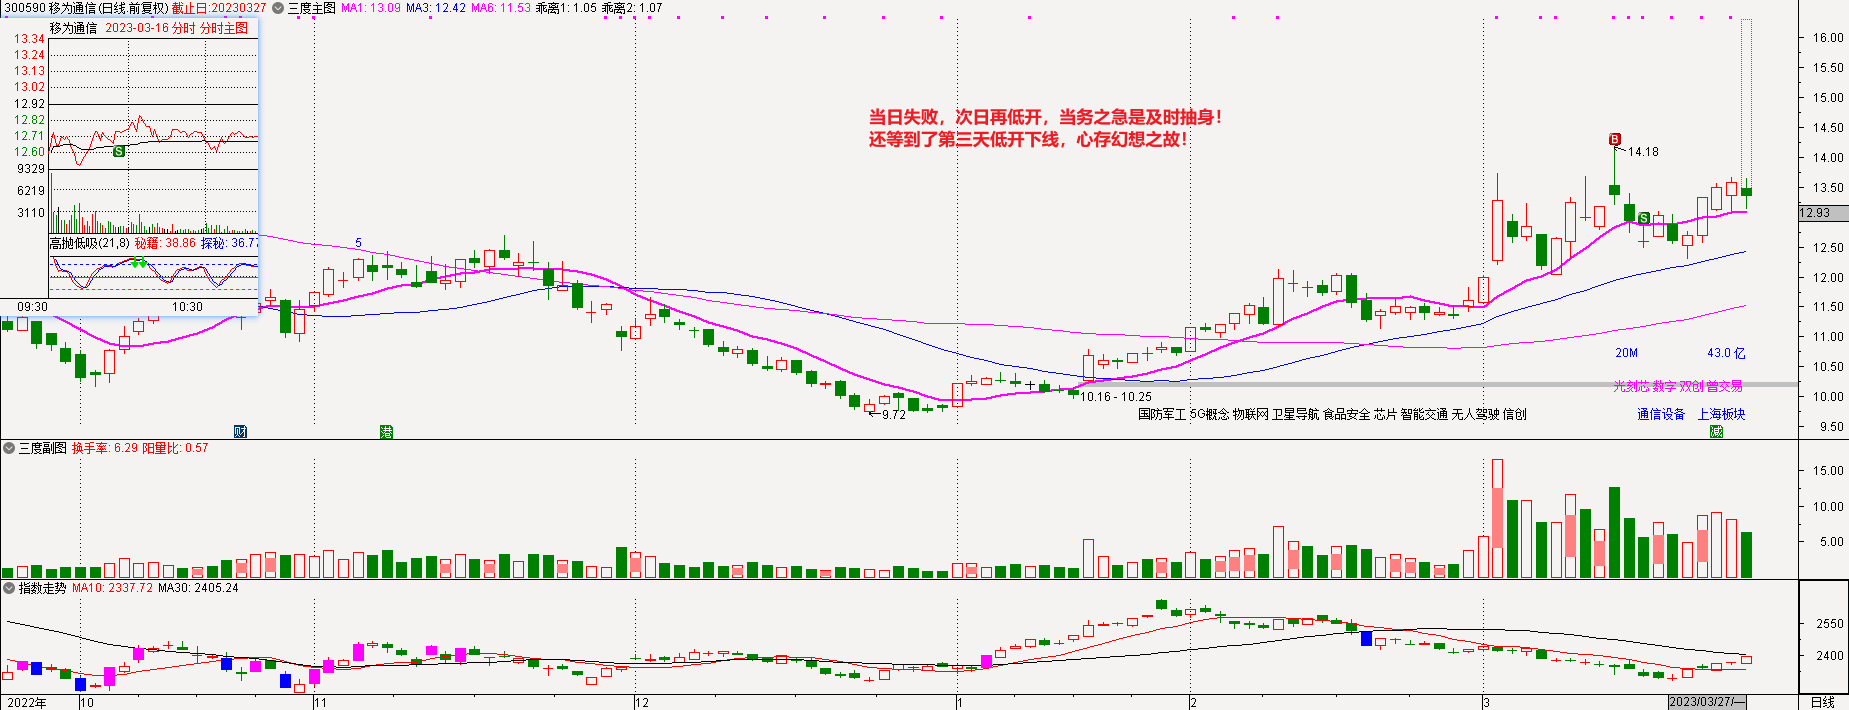 300590 移为通信(日线.前复权) 截止日:20230327 三度主图 MA1: 13.09 MA3: 12.42 MA6: 11.53 乖离1: 1.05 乖离2: 1.07
移为通信 2023-03-16 分时 分时主图
13.34
13.24
13.13
13.02
12.92
12.82
12.71
12.60
S
9329
6219
3110
高抛低吸(21,8) 秘籍: 38.86 探秘: 36.77
09:30 10:30
当日失败，次日再低开，当务之急是及时抽身！
还等到了第三天低开下线，心存幻想之故！
5
B
14.18
S
16.00
15.50
15.00
14.50
14.00
13.50
12.93
12.50
12.00
11.50
11.00
10.50
10.00
9.50
20M 43.0 亿
光刻芯 数字 双创 曾交易
10.16 - 10.25
9.72
国防军工 5G概念 物联网 卫星导航 食品安全 芯片 智能交通 无人驾驶 信创
通信设备 上海板块
财 港 减
三度副图 换手率: 6.29 阳量比: 0.57
15.00
10.00
5.00
指数走势 MA10: 2337.72 MA30: 2405.24
2550
2400
2022年 10 11 12 1 2 3 2023/03/27/一 日线